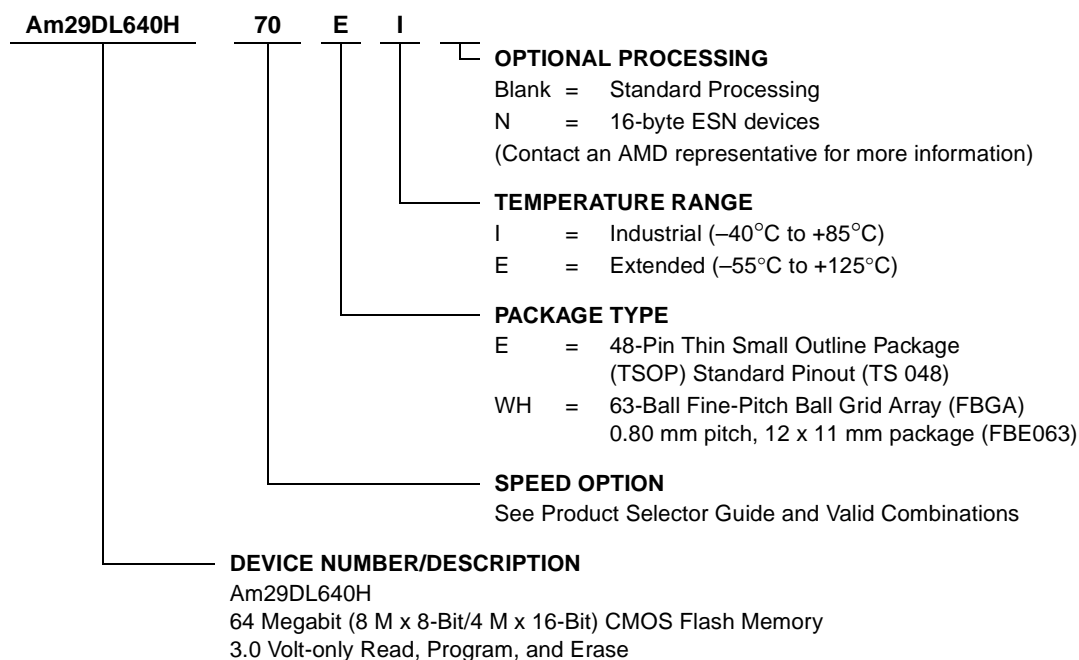 Am29DL640H 70 E I
OPTIONAL PROCESSING
Blank = Standard Processing
N = 16-byte ESN devices
(Contact an AMD representative for more information)
TEMPERATURE RANGE
I = Industrial (–40°C to +85°C)
E = Extended (–55°C to +125°C)
PACKAGE TYPE
E = 48-Pin Thin Small Outline Package
(TSOP) Standard Pinout (TS 048)
WH = 63-Ball Fine-Pitch Ball Grid Array (FBGA)
0.80 mm pitch, 12 x 11 mm package (FBE063)
SPEED OPTION
See Product Selector Guide and Valid Combinations
DEVICE NUMBER/DESCRIPTION
Am29DL640H
64 Megabit (8 M x 8-Bit/4 M x 16-Bit) CMOS Flash Memory
3.0 Volt-only Read, Program, and Erase